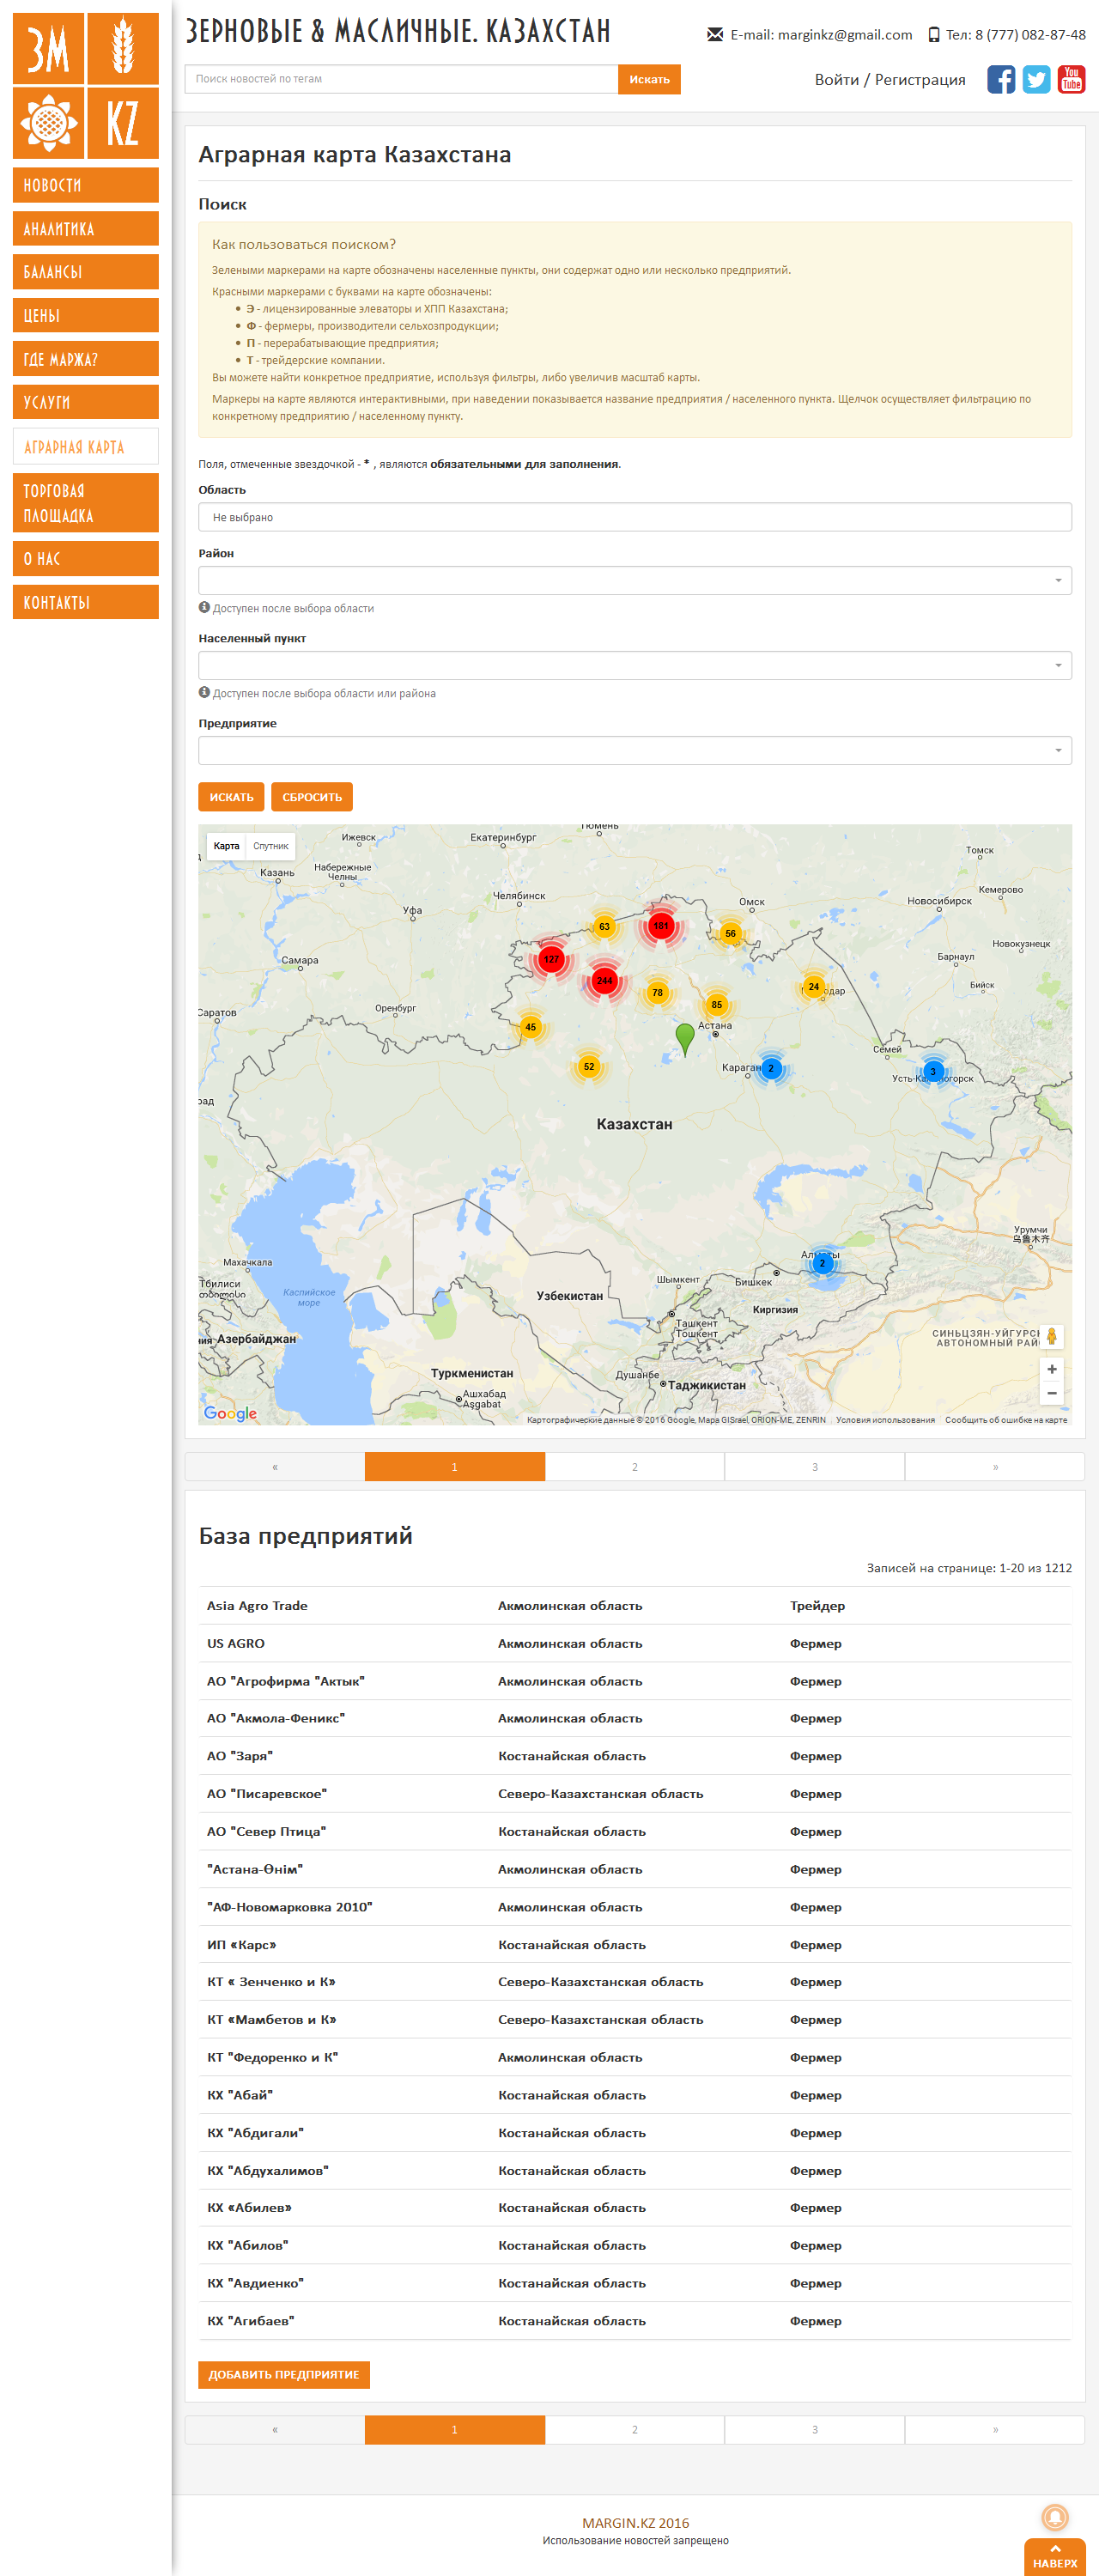 ЗМ
KZ
ЗЕРНОВЫЕ & МАСЛИЧНЫЕ. КАЗАХСТАН
E-mail: marginkz@gmail.com
Тел: 8 (777) 082-87-48
Поиск новостей по тегам
Искать
Войти / Регистрация
You
Tube
НОВОСТИ
АНАЛИТИКА
БАЛАНСЫ
ЦЕНЫ
ГДЕ МАРЖА?
УСЛУГИ
АГРАРНАЯ КАРТА
ТОРГОВАЯ
ПЛОЩАДКА
О НАС
КОНТАКТЫ
Аграрная карта Казахстана
Поиск
Как пользоваться поиском?
Зелеными маркерами на карте обозначены населенные пункты, они содержат одно или несколько предприятий.
Красными маркерами с буквами на карте обозначены:
Э - лицензированные элеваторы и ХПП Казахстана;
Ф - фермеры, производители сельхозпродукции;
П - перерабатывающие предприятия;
Т - трейдерские компании.
Вы можете найти конкретное предприятие, используя фильтры, либо увеличив масштаб карты.
Маркеры на карте являются интерактивными, при наведении показывается название предприятия / населенного пункта. Щелчок осуществляет фильтрацию по
конкретному предприятию / населенному пункту.
Поля, отмеченные звездочкой - * , являются обязательными для заполнения.
Область
Не выбрано
Район
Доступен после выбора области
Населенный пункт
Доступен после выбора области или района
Предприятие
ИСКАТЬ
СБРОСИТЬ
Карта
Спутник
Ижевск
Екатеринбург
Тюмень
Томск
Казань
Набережные
Челны
Челябинск
Кемерово
Уфа
Омск
Новосибирск
63
181
56
Новокузнецк
Самара
127
Барнаул
244
78
24
Бийск
Саратов
Оренбург
85
45
Астана
52
Семей
2
3
Казахстан
Урумчи
乌鲁木齐
Махачкала
2
Тбилиси
თბილისი
Каспийское
море
Шымкент
Бишкек
Узбекистан
Киргизия
Ташкент
Тошкент
Азербайджан
СИНЬЦЗЯН-УЙГУРСК
АВТОНОМНЫЙ РАЙ
Туркменистан
Душанбе
Таджикистан
Ашхабад
Aşgabat
Google
Картографические данные © 2016 Google, Mapa GISrael, ORION-ME, ZENRIN
Условия использования
Сообщить об ошибке на карте
« 1 2 3 »
База предприятий
Записей на странице: 1-20 из 1212
Asia Agro Trade Акмолинская область Трейдер
US AGRO Акмолинская область Фермер
АО "Агрофирма "Актык" Акмолинская область Фермер
АО "Акмола-Феникс" Акмолинская область Фермер
АО "Заря" Костанайская область Фермер
АО "Писаревское" Северо-Казахстанская область Фермер
АО "Север Птица" Костанайская область Фермер
"Астана-Өнім" Акмолинская область Фермер
"АФ-Новомарковка 2010" Акмолинская область Фермер
ИП «Карс» Костанайская область Фермер
КТ « Зенченко и К» Северо-Казахстанская область Фермер
КТ «Мамбетов и К» Северо-Казахстанская область Фермер
КТ "Федоренко и К" Акмолинская область Фермер
КХ "Абай" Костанайская область Фермер
КХ "Абдигали" Костанайская область Фермер
КХ "Абдухалимов" Костанайская область Фермер
КХ «Абилев» Костанайская область Фермер
КХ "Абилов" Костанайская область Фермер
КХ "Авдиенко" Костанайская область Фермер
КХ "Агибаев" Костанайская область Фермер
ДОБАВИТЬ ПРЕДПРИЯТИЕ
« 1 2 3 »
MARGIN.KZ 2016
Использование новостей запрещено
НАВЕРХ